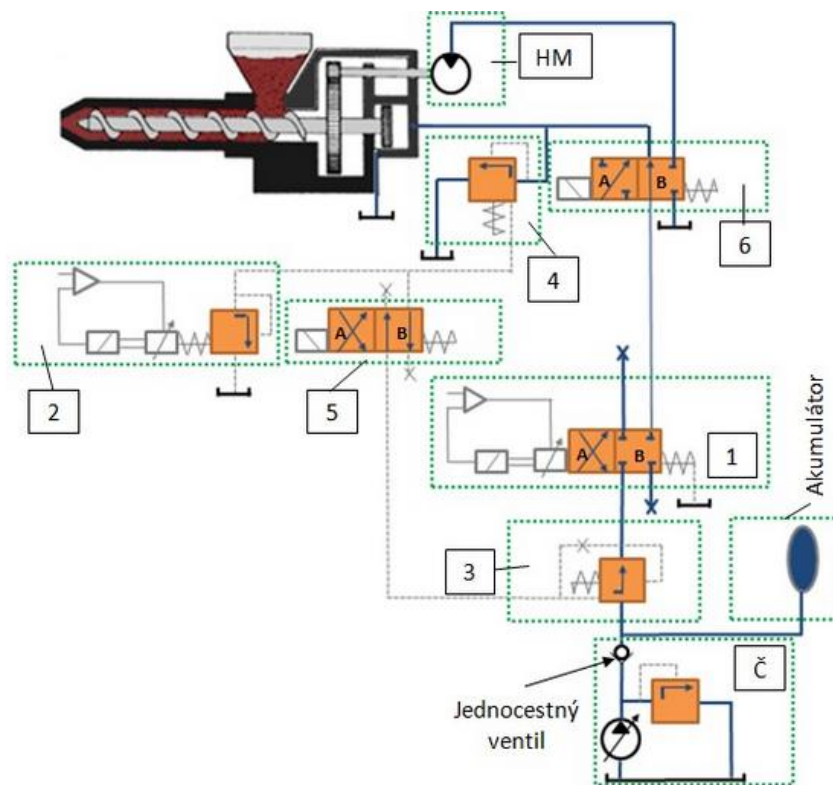 HM
A B
6
4
2
A B
5
A B
1
Akumulátor
3
Č
Jednocestný
ventil